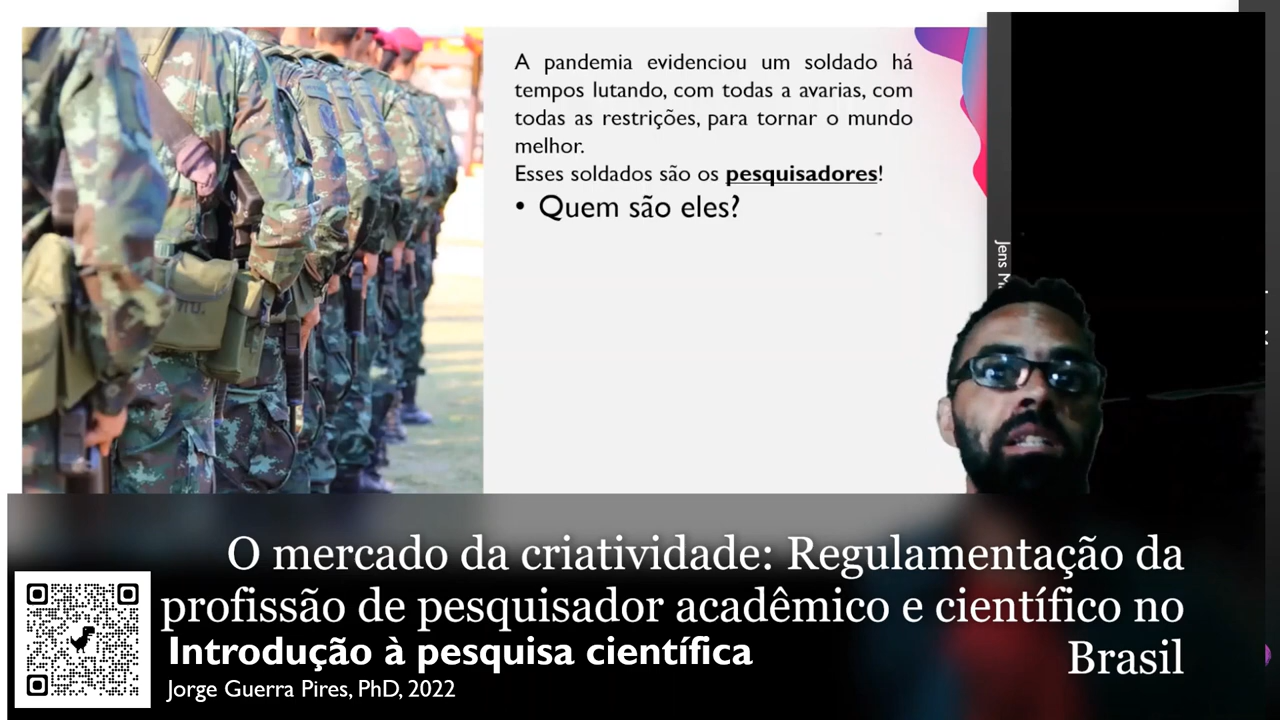 A pandemia evidenciou um soldado há
tempos lutando, com todas a avarias, com
todas as restrições, para tornar o mundo
melhor.
Esses soldados são os pesquisadores!
• Quem são eles?
Jens
O mercado da criatividade: Regulamentação da
profissão de pesquisador acadêmico e científico no
Brasil
Introdução à pesquisa científica
Jorge Guerra Pires, PhD, 2022